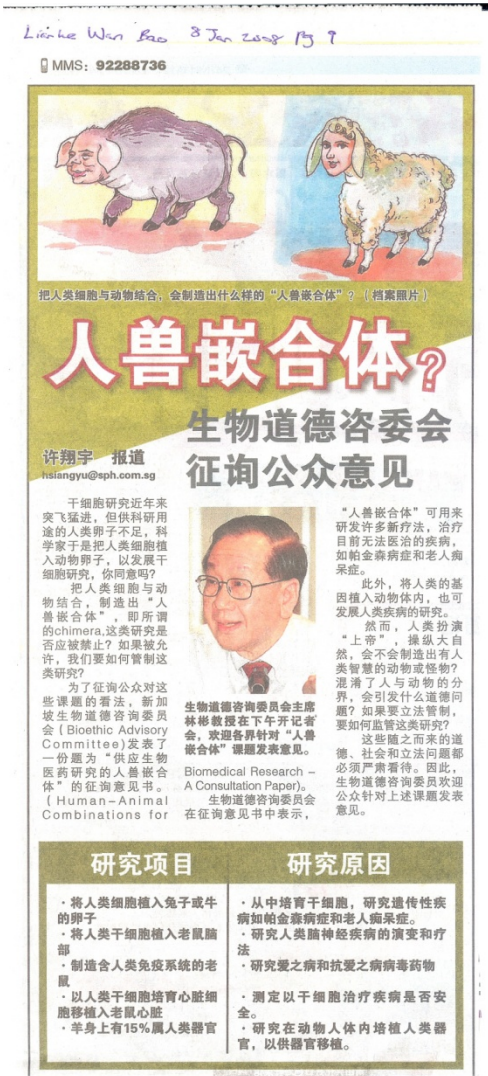 Lianhe Wan Bao 8 Jan 2008 Pg 9
MMS: 92288736
把人类细胞与动物结合，会制造出什么样的“人兽嵌合体”？（档案照片）
人兽嵌合体?
生物道德咨委会
征询公众意见
许翔宇 报道
hsiangyu@sph.com.sg
干细胞研究近年来
突飞猛进，但供科研用
途的人类卵子不足，科
学家于是把人类细胞植
入动物卵子，以发展干
细胞研究，你同意吗？
把人类细胞与动
物结合，制造出“人
兽嵌合体”，即所谓
的chimera,这类研究是
否应被禁止？如果被允
许，我们要如何管制这
类研究？
为了征询公众对这
些课题的看法，新加
坡生物道德咨询委员
会（Bioethic Advisory
Committee)发表了
一份题为“供应生物
医药研究的人兽嵌合
体”的征询意见书。
（Human–Animal
Combinations for
生物道德咨询委员会主席
林彬教授在下午开记者
会，欢迎各界针对“人兽
嵌合体”课题发表意见。
Biomedical Research –
A Consultation Paper)。
生物道德咨询委员会
在征询意见书中表示，
“人兽嵌合体”可用来
研发许多新疗法，治疗
目前无法医治的疾病，
如帕金森病症和老人痴
呆症。
此外，将人类的基
因植入动物体内，也可
发展人类疾病的研究。
然而，人类扮演
“上帝”，操纵大自
然，会不会制造出有人
类智慧的动物或怪物？
混淆了人与动物的分
界，会引发什么道德问
题？如果要立法管制，
要如何监管这类研究？
这些随之而来的道
德、社会和立法问题都
必须严肃看待。因此，
生物道德咨询委员欢迎
公众针对上述课题发表
意见。
研究项目
·将人类细胞植入兔子或牛
的卵子
·将人类干细胞植入老鼠脑
部
·制造含人类免疫系统的老
鼠
·以人类干细胞培育心脏细
胞移植入老鼠心脏
·羊身上有15%属人类器官
研究原因
·从中培育干细胞，研究遗传性疾
病如帕金森病症和老人痴呆症。
·研究人类脑神经疾病的演变和疗
法
·研究爱之病和抗爱之病病毒药物
·测定以干细胞治疗疾病是否安
全。
·研究在动物人体内培植人类器
官，以供器官移植。